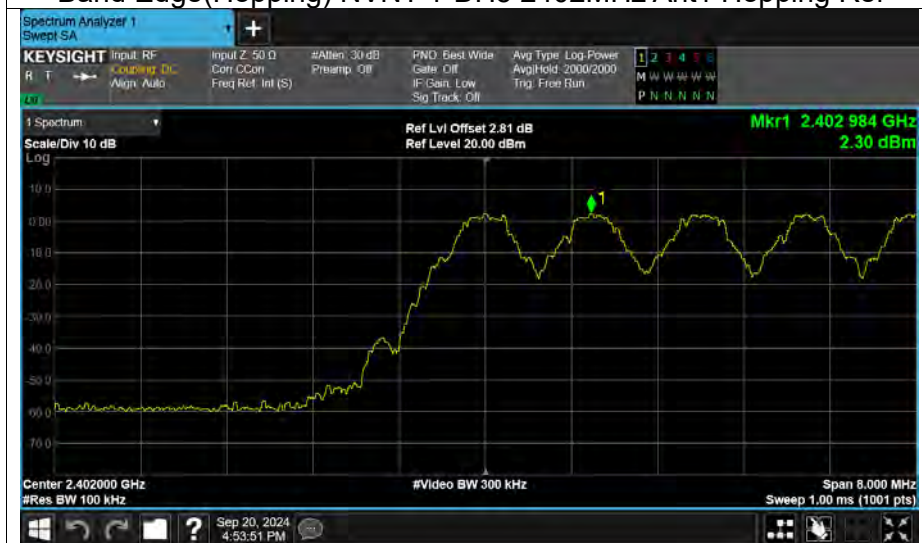 Spectrum Analyzer 1
Swept SA
+
KEYSIGHT
R T
Input: RF
Coupling: DC
Align: Auto
Input Z: 50 Ω
Corr CCorr
Freq Ref: Int (S)
#Atten: 30 dB
Preamp: Off
PNO: Best Wide
Gate: Off
IF Gain: Low
Sig Track: Off
Avg Type: Log-Power
Avg|Hold: 2000/2000
Trig: Free Run
1 2 3 4 5 6
M W W W W W
P N N N N N
1 Spectrum
Scale/Div 10 dB
Log
Ref Lvl Offset 2.81 dB
Ref Level 20.00 dBm
Mkr1 2.402 984 GHz
2.30 dBm
1
10.0
0.00
-10.0
-20.0
-30.0
-40.0
-50.0
-60.0
-70.0
Center 2.402000 GHz
#Res BW 100 kHz
#Video BW 300 kHz
Span 8.000 MHz
Sweep 1.00 ms (1001 pts)
?
Sep 20, 2024
4:53:51 PM